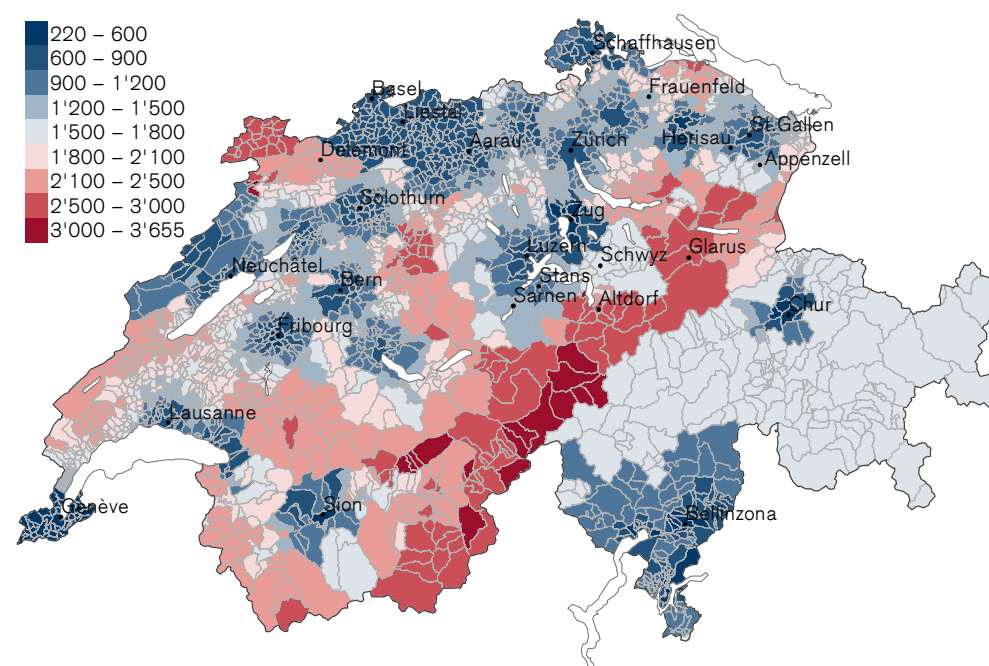 220 – 600
600 – 900
900 – 1'200
1'200 – 1'500
1'500 – 1'800
1'800 – 2'100
2'100 – 2'500
2'500 – 3'000
3'000 – 3'655
Schaffhausen
Basel
Frauenfeld
Liestal
St.Gallen
Delémont
Aarau
Zürich
Herisau
Appenzell
Solothurn
Zug
Luzern
Schwyz
Glarus
Neuchâtel
Bern
Stans
Sarnen
Altdorf
Chur
Fribourg
Lausanne
Genève
Sion
Bellinzona